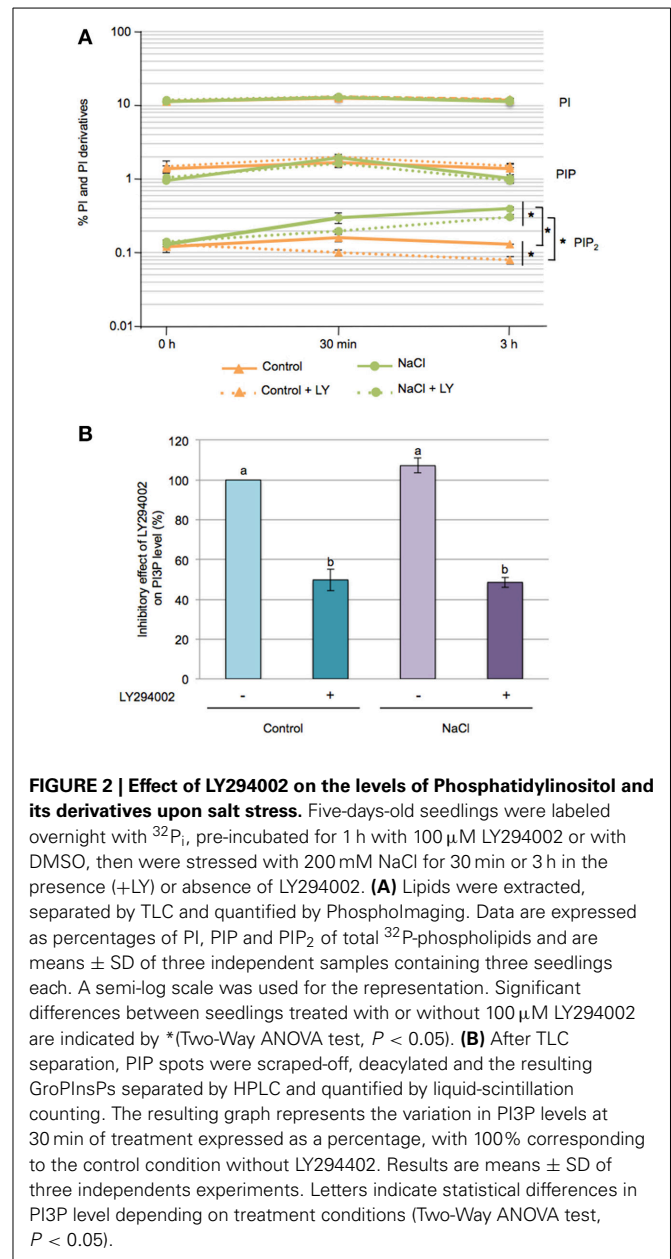 A
100
10
1
0.1
0.01
% PI and PI derivatives
PI
PIP
*
*
*
* PIP₂
0 h
30 min
3 h
Control
NaCl
Control + LY
NaCl + LY
B
120
100
80
60
40
20
0
Inhibitory effect of LY294002
on PI3P level (%)
a
b
a
b
LY294002
-
+
-
+
Control
NaCl
FIGURE 2 | Effect of LY294002 on the levels of Phosphatidylinositol and
its derivatives upon salt stress. Five-days-old seedlings were labeled
overnight with ³²Pᵢ, pre-incubated for 1 h with 100 μM LY294002 or with
DMSO, then were stressed with 200 mM NaCl for 30 min or 3 h in the
presence (+LY) or absence of LY294002. (A) Lipids were extracted,
separated by TLC and quantified by PhosphoImaging. Data are expressed
as percentages of PI, PIP and PIP₂ of total ³²P-phospholipids and are
means ± SD of three independent samples containing three seedlings
each. A semi-log scale was used for the representation. Significant
differences between seedlings treated with or without 100 μM LY294002
are indicated by *(Two-Way ANOVA test, P < 0.05). (B) After TLC
separation, PIP spots were scraped-off, deacylated and the resulting
GroPInsPs separated by HPLC and quantified by liquid-scintillation
counting. The resulting graph represents the variation in PI3P levels at
30 min of treatment expressed as a percentage, with 100% corresponding
to the control condition without LY294402. Results are means ± SD of
three independents experiments. Letters indicate statistical differences in
PI3P level depending on treatment conditions (Two-Way ANOVA test,
P < 0.05).